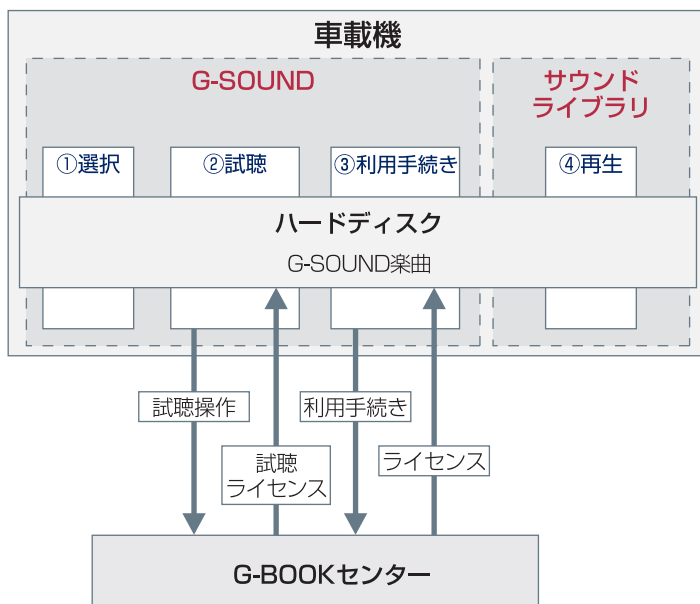 車載機
G-SOUND
サウンド
ライブラリ
①選択
②試聴
③利用手続き
④再生
ハードディスク
G-SOUND楽曲
試聴操作
利用手続き
試聴
ライセンス
ライセンス
G-BOOKセンター